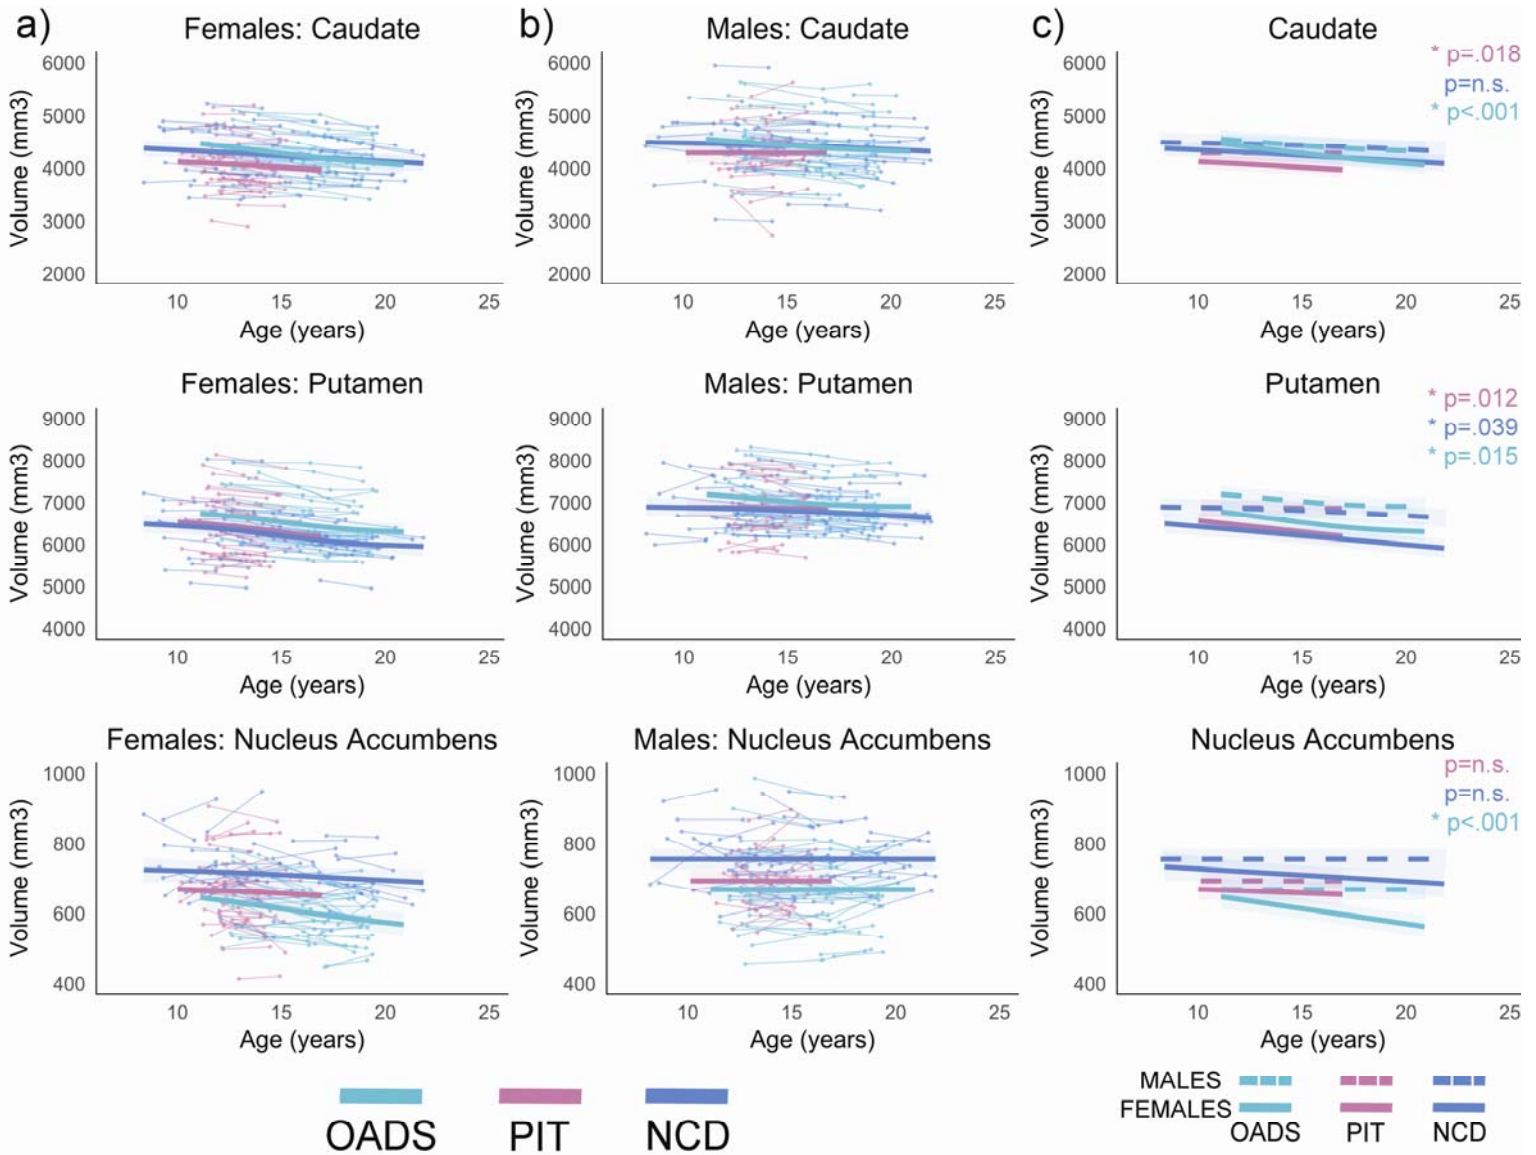 a)
Females: Caudate
6000
5000
4000
3000
2000
Volume (mm3)
10 15 20 25
Age (years)
b)
Males: Caudate
6000
5000
4000
3000
2000
Volume (mm3)
10 15 20 25
Age (years)
c)
Caudate
* p=.018
p=n.s.
* p<.001
6000
5000
4000
3000
2000
Volume (mm3)
10 15 20 25
Age (years)
Females: Putamen
9000
8000
7000
6000
5000
4000
Volume (mm3)
10 15 20 25
Age (years)
Males: Putamen
9000
8000
7000
6000
5000
4000
Volume (mm3)
10 15 20 25
Age (years)
Putamen
* p=.012
* p=.039
* p=.015
9000
8000
7000
6000
5000
4000
Volume (mm3)
10 15 20 25
Age (years)
Females: Nucleus Accumbens
1000
800
600
400
Volume (mm3)
10 15 20 25
Age (years)
Males: Nucleus Accumbens
1000
800
600
400
Volume (mm3)
10 15 20 25
Age (years)
Nucleus Accumbens
p=n.s.
p=n.s.
* p<.001
1000
800
600
400
Volume (mm3)
10 15 20 25
Age (years)
OADS PIT NCD
MALES
FEMALES
OADS PIT NCD